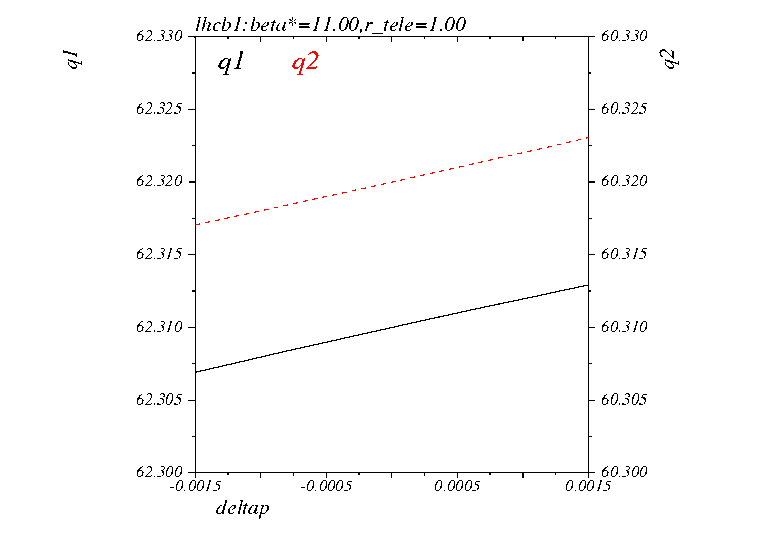 lhcb1:beta*=11.00,r_tele=1.00
q1 q2
q1
q2
62.330
62.325
62.320
62.315
62.310
62.305
62.300
60.330
60.325
60.320
60.315
60.310
60.305
60.300
-0.0015 -0.0005 0.0005 0.0015
deltap